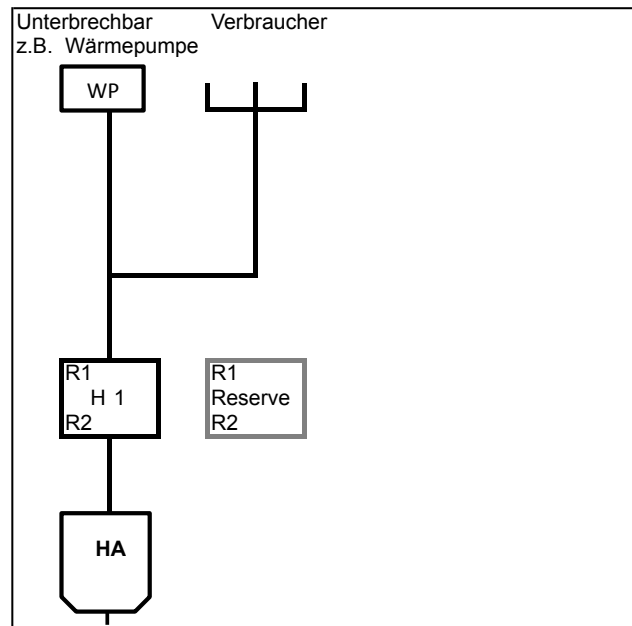 Unterbrechbar Verbraucher
z.B. Wärmepumpe
WP
R1
H 1
R2
R1
Reserve
R2
HA